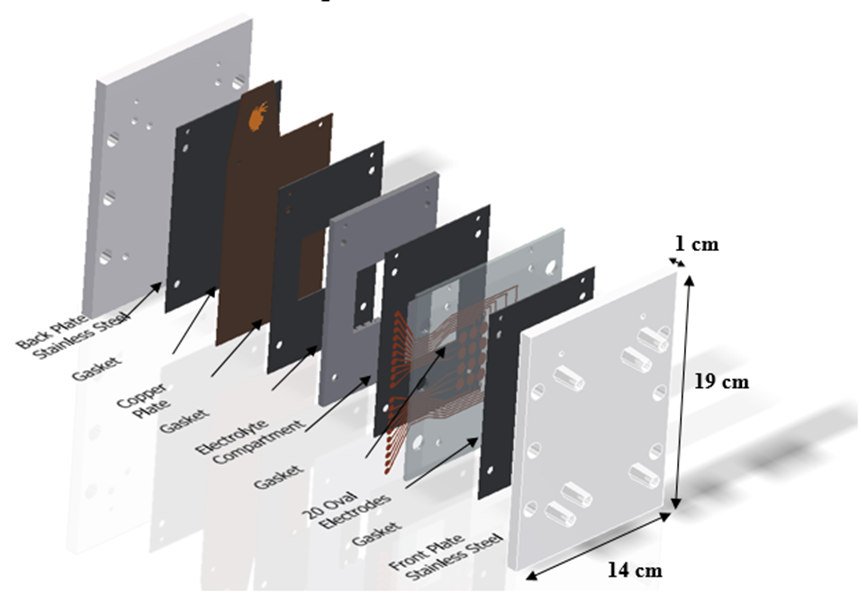 Back Plate
Stainless Steel
Gasket
Copper
Plate
Gasket
Electrolyte
Compartment
Gasket
20 Oval
Electrodes
Gasket
Front Plate
Stainless Steel
1 cm
19 cm
14 cm